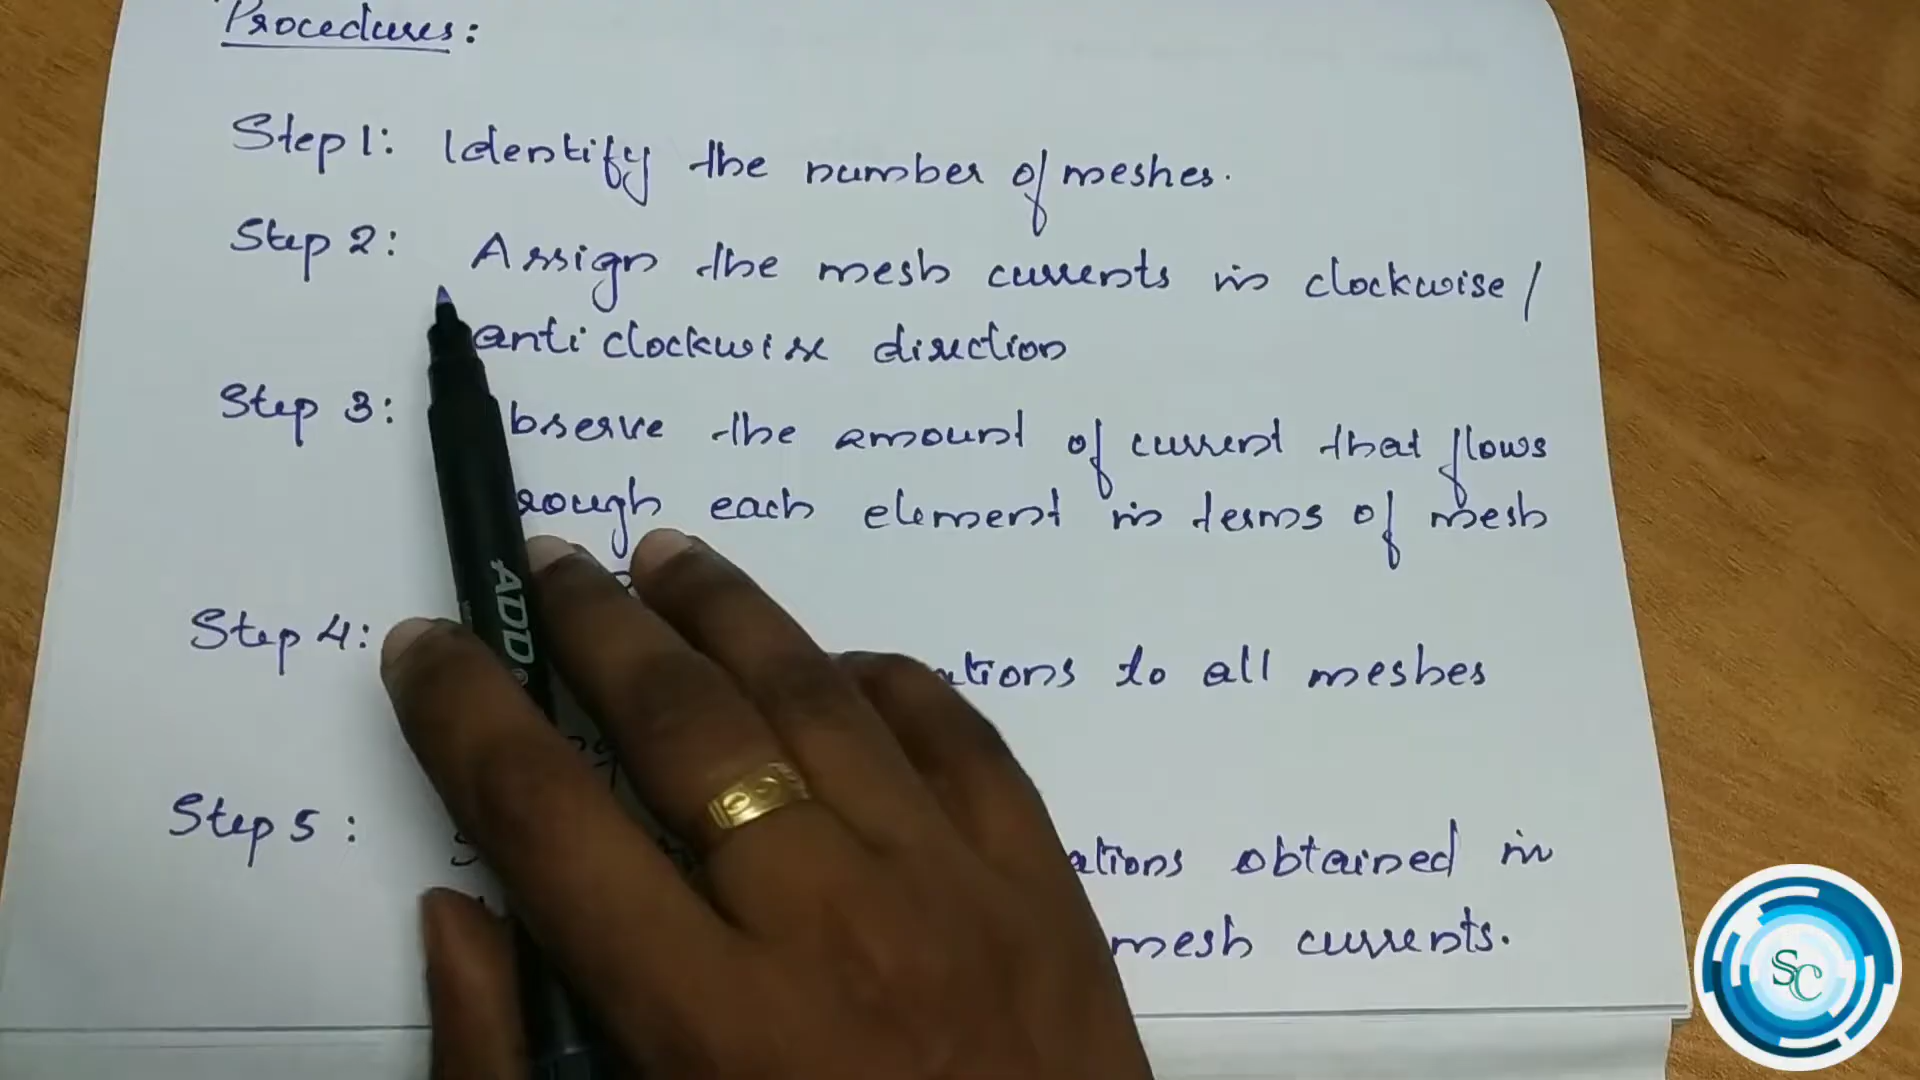 Procedures:
Step 1: Identify the number of meshes.
Step 2: Assign the mesh currents in clockwise /
anti clockwise direction
Step 3: bserve the amount of current that flows
rough each element in terms of mesh
Step 4: ations to all meshes
Step 5: ations obtained in
mesh currents.
ADD®
SC